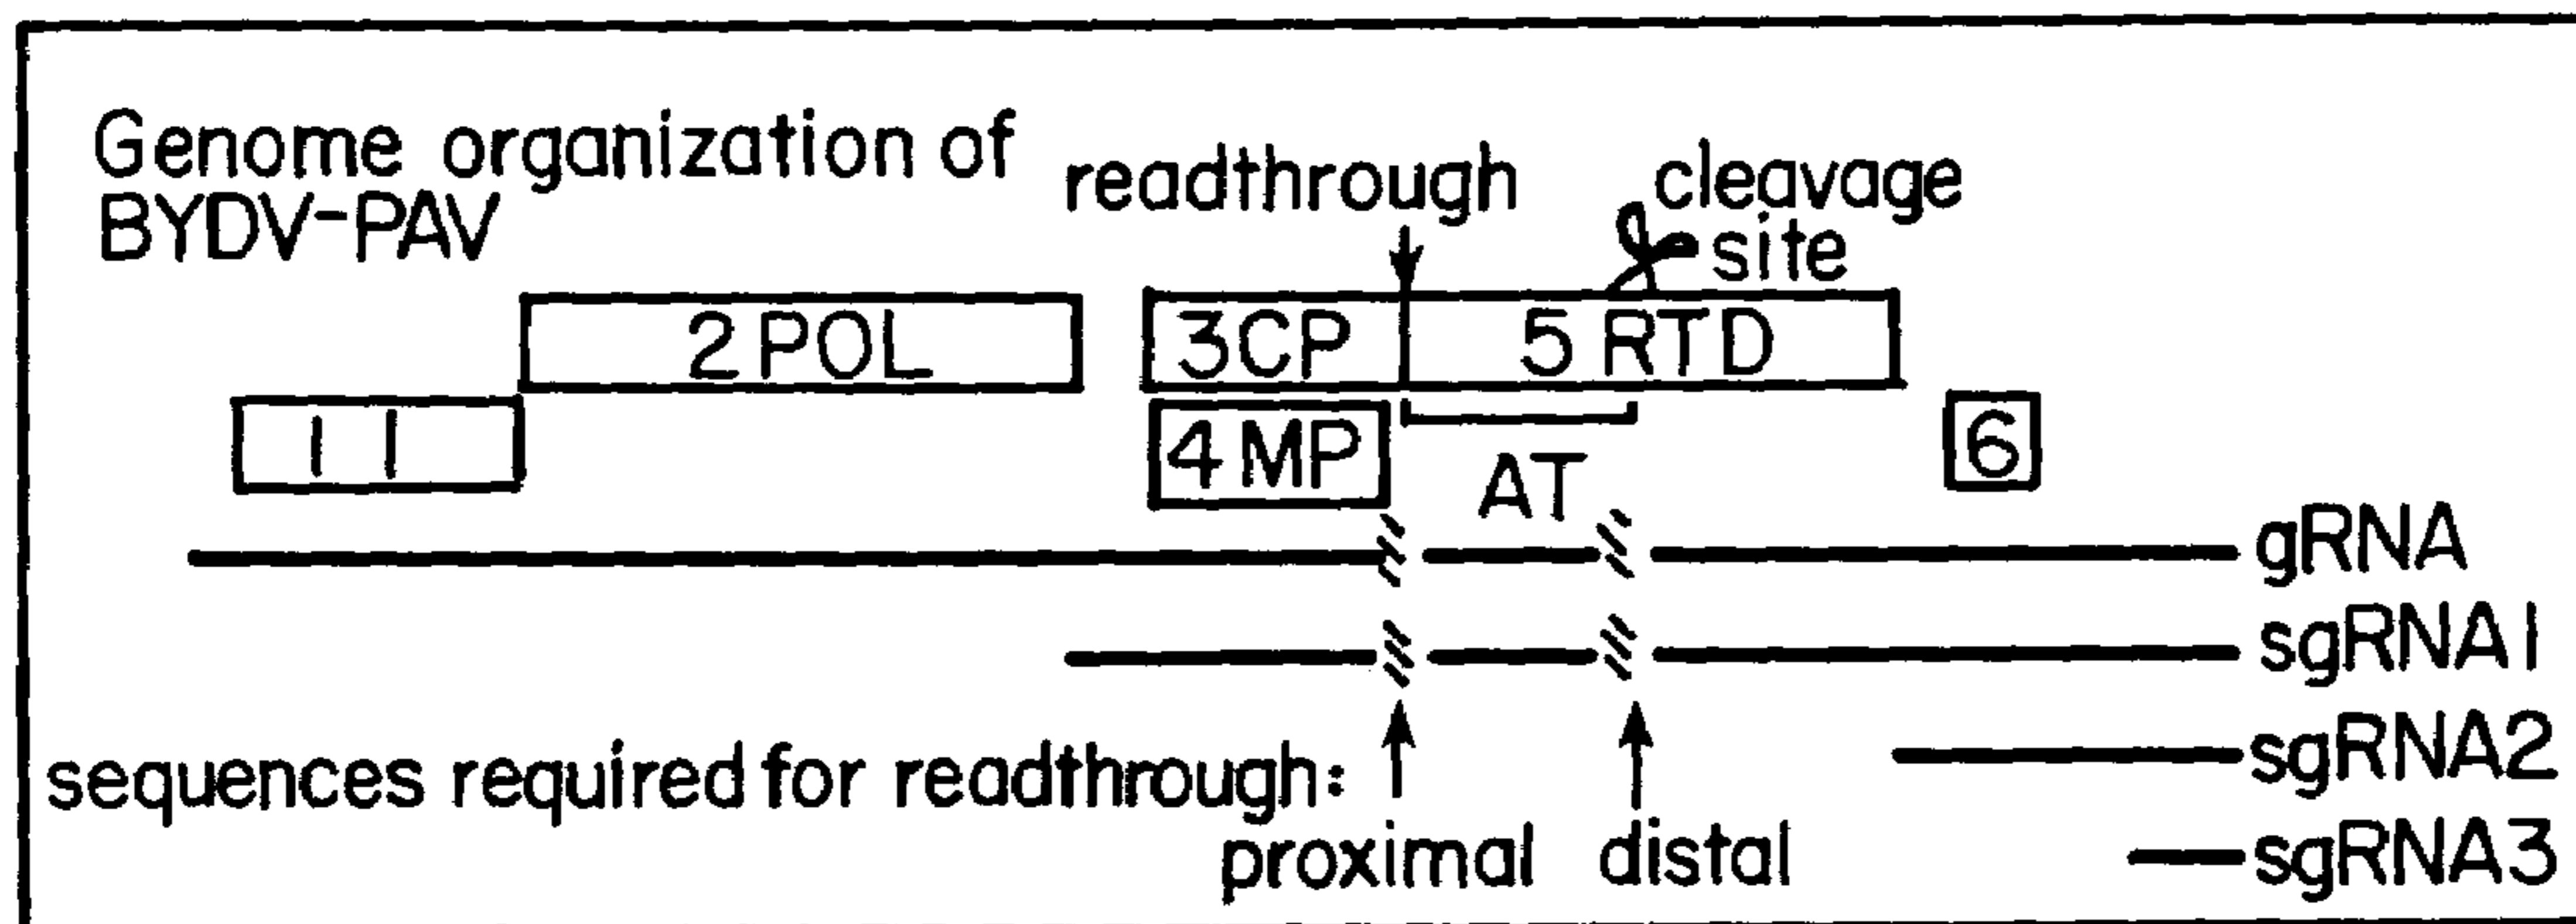 Genome organization of
BYDV-PAV
readthrough
cleavage
site
2 POL
3CP
5 RTD
1 1
4 MP
AT
6
gRNA
sgRNA1
sgRNA2
sgRNA3
sequences required for readthrough:
proximal distal